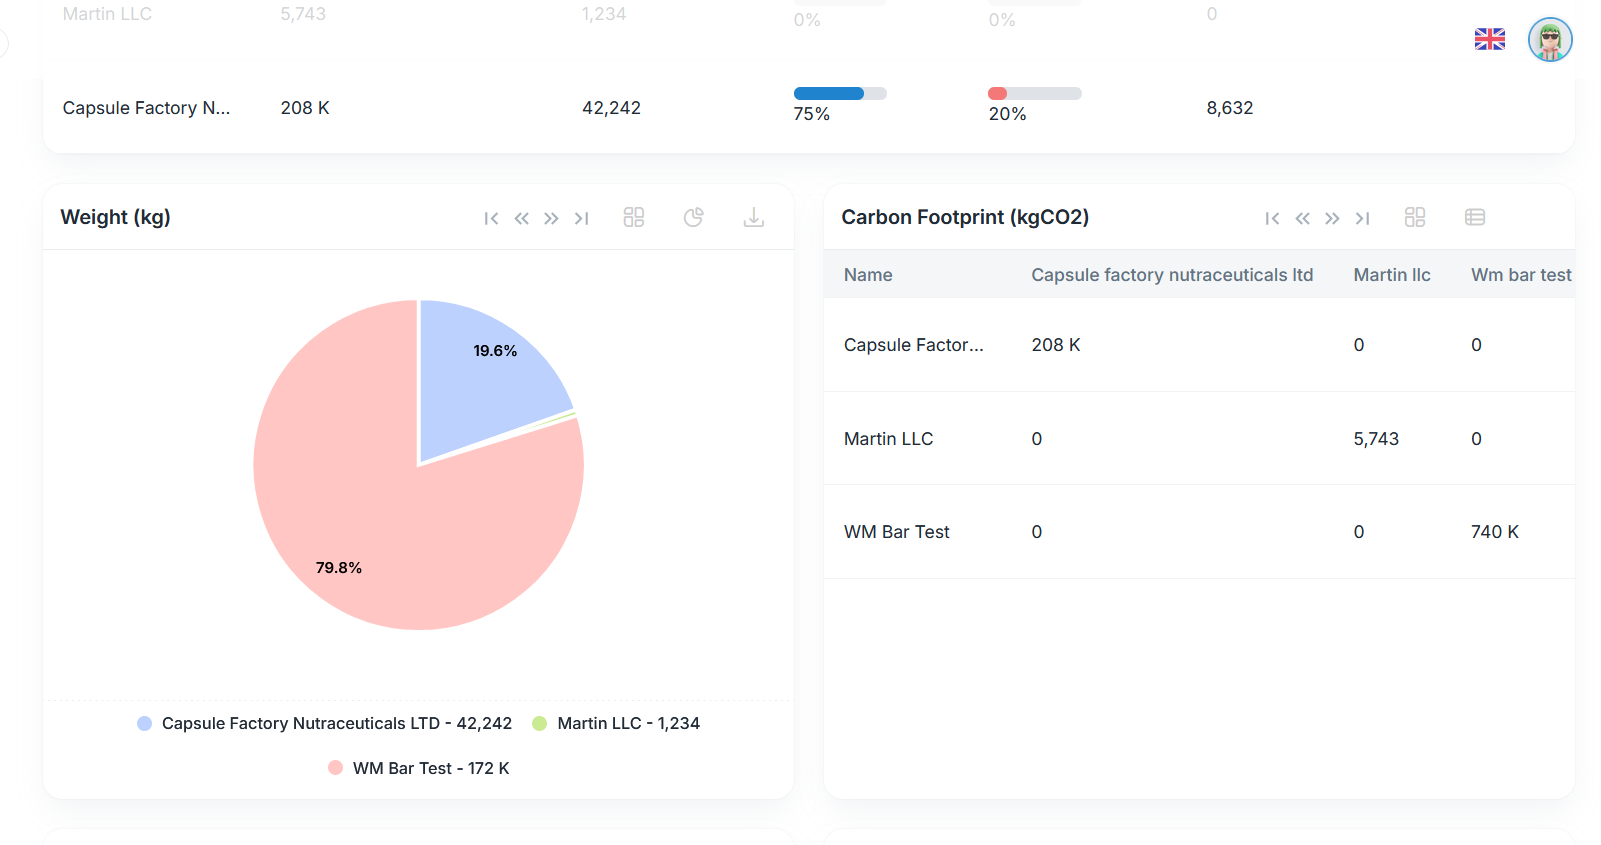 Martin LLC 5,743 1,234 0% 0% 0
Capsule Factory N... 208 K 42,242 75% 20% 8,632
Weight (kg)
19.6%
79.8%
Capsule Factory Nutraceuticals LTD - 42,242 Martin LLC - 1,234
WM Bar Test - 172 K
Carbon Footprint (kgCO2)
Name Capsule factory nutraceuticals ltd Martin llc Wm bar test
Capsule Factor... 208 K 0 0
Martin LLC 0 5,743 0
WM Bar Test 0 0 740 K